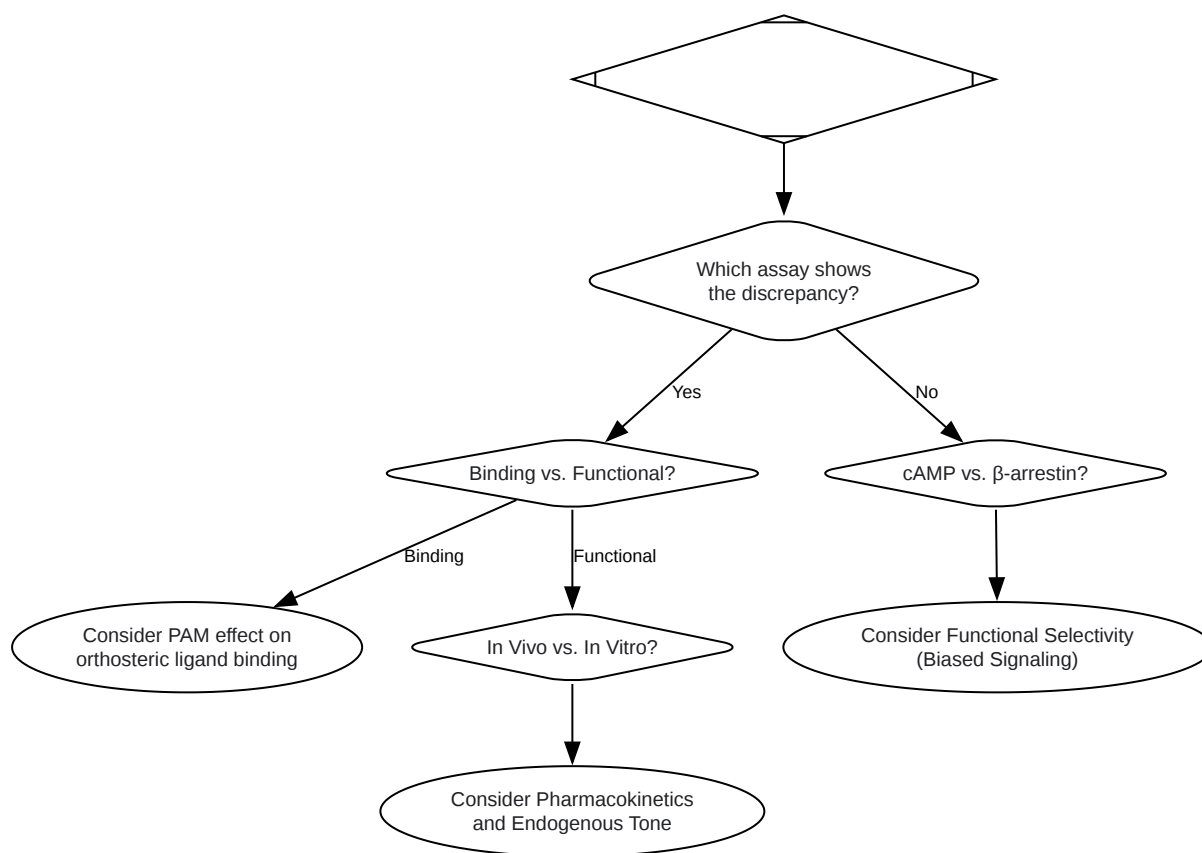 Which assay shows
the discrepancy?
Yes
No
Binding vs. Functional?
cAMP vs. β-arrestin?
Binding
Functional
Consider PAM effect on
orthosteric ligand binding
In Vivo vs. In Vitro?
Consider Functional Selectivity
(Biased Signaling)
Consider Pharmacokinetics
and Endogenous Tone